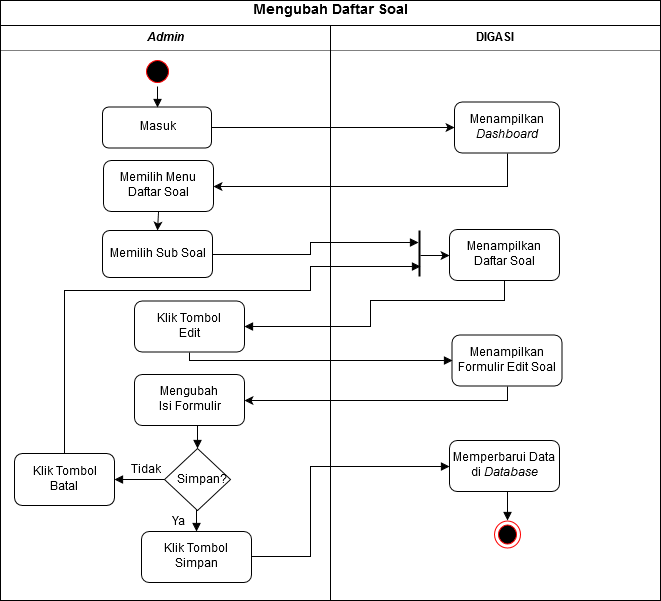 Mengubah Daftar Soal
Admin
DIGASI
Masuk
Menampilkan
Dashboard
Memilih Menu
Daftar Soal
Memilih Sub Soal
Menampilkan
Daftar Soal
Klik Tombol
Edit
Menampilkan
Formulir Edit Soal
Mengubah
Isi Formulir
Simpan?
Tidak
Klik Tombol
Batal
Ya
Klik Tombol
Simpan
Memperbarui Data
di Database